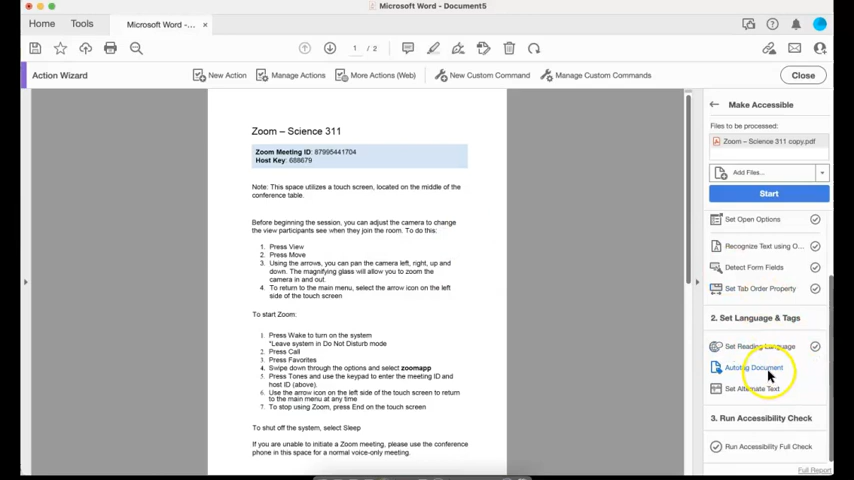 Microsoft Word - Document5
Home
Tools
Microsoft Word -...
×
1 / 2
Action Wizard
New Action
Manage Actions
More Actions (Web)
New Custom Command
Manage Custom Commands
Close
Zoom – Science 311
Zoom Meeting ID: 87995441704
Host Key: 688679
Note: This space utilizes a touch screen, located on the middle of the
conference table.
Before beginning the session, you can adjust the camera to change
the view participants see when they join the room. To do this:
1. Press View
2. Press Move
3. Using the arrows, you can pan the camera left, right, up and
down. The magnifying glass will allow you to zoom the
camera in and out.
4. To return to the main menu, select the arrow icon on the left
side of the touch screen
To start Zoom:
1. Press Wake to turn on the system
*Leave system in Do Not Disturb mode
2. Press Call
3. Press Favorites
4. Swipe down through the options and select zoomapp
5. Press Tones and use the keypad to enter the meeting ID and
host ID (above).
6. Use the arrow icon on the left side of the touch screen to return
to the main menu at any time
7. To stop using Zoom, press End on the touch screen
To shut off the system, select Sleep
If you are unable to initiate a Zoom meeting, please use the conference
phone in this space for a normal voice-only meeting.
Make Accessible
Files to be processed:
Zoom – Science 311 copy.pdf
Add Files...
Start
Set Open Options
Recognize Text using O...
Detect Form Fields
Set Tab Order Property
2. Set Language & Tags
Set Reading Language
Autotag Document
Set Alternate Text
3. Run Accessibility Check
Run Accessibility Full Check
Full Report